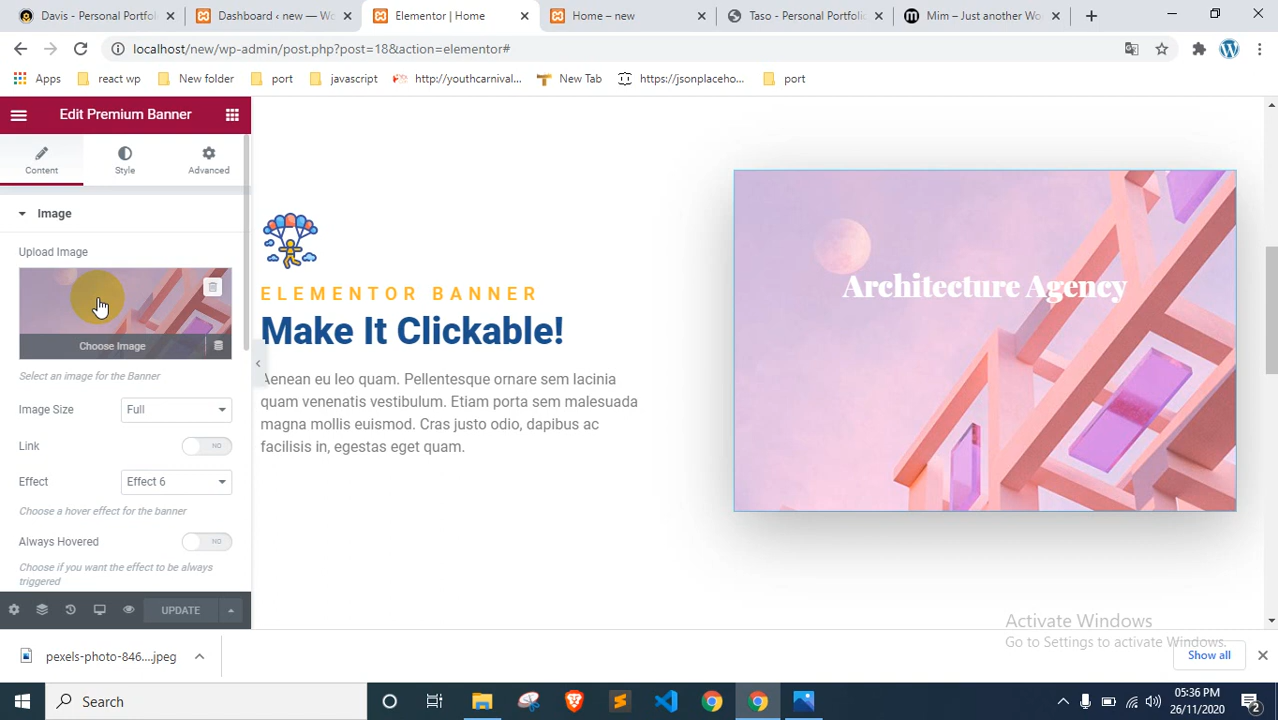 Davis - Personal Portfol
Dashboard ‹ new — Wo
Elementor | Home
Home – new
Taso - Personal Portfolio
Mim – Just another Wo
localhost/new/wp-admin/post.php?post=18&action=elementor#
Apps
react wp
New folder
port
javascript
http://youthcarnival...
New Tab
https://jsonplaceho...
port
Edit Premium Banner
Content
Style
Advanced
Image
Upload Image
Choose Image
Select an image for the Banner
Image Size
Full
Link
NO
Effect
Effect 6
Choose a hover effect for the banner
Always Hovered
NO
Choose if you want the effect to be always
triggered
UPDATE
ELEMENTOR BANNER
Make It Clickable!
Aenean eu leo quam. Pellentesque ornare sem lacinia
quam venenatis vestibulum. Etiam porta sem malesuada
magna mollis euismod. Cras justo odio, dapibus ac
facilisis in, egestas eget quam.
Architecture Agency
Activate Windows
Go to Settings to activate Windows.
pexels-photo-846....jpeg
Show all
Search
05:36 PM
26/11/2020
2